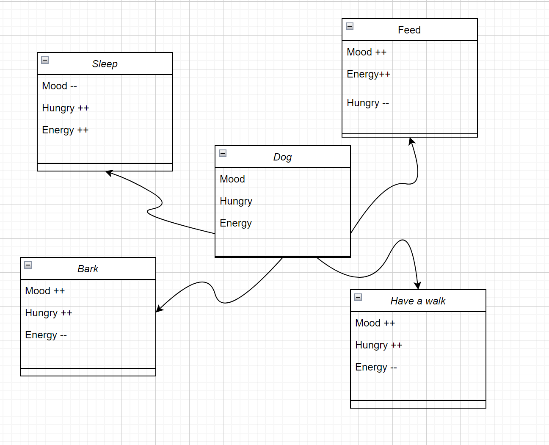 Feed
Mood ++
Energy++
Hungry --
Sleep
Mood --
Hungry ++
Energy ++
Dog
Mood
Hungry
Energy
Bark
Mood ++
Hungry ++
Energy --
Have a walk
Mood ++
Hungry ++
Energy --